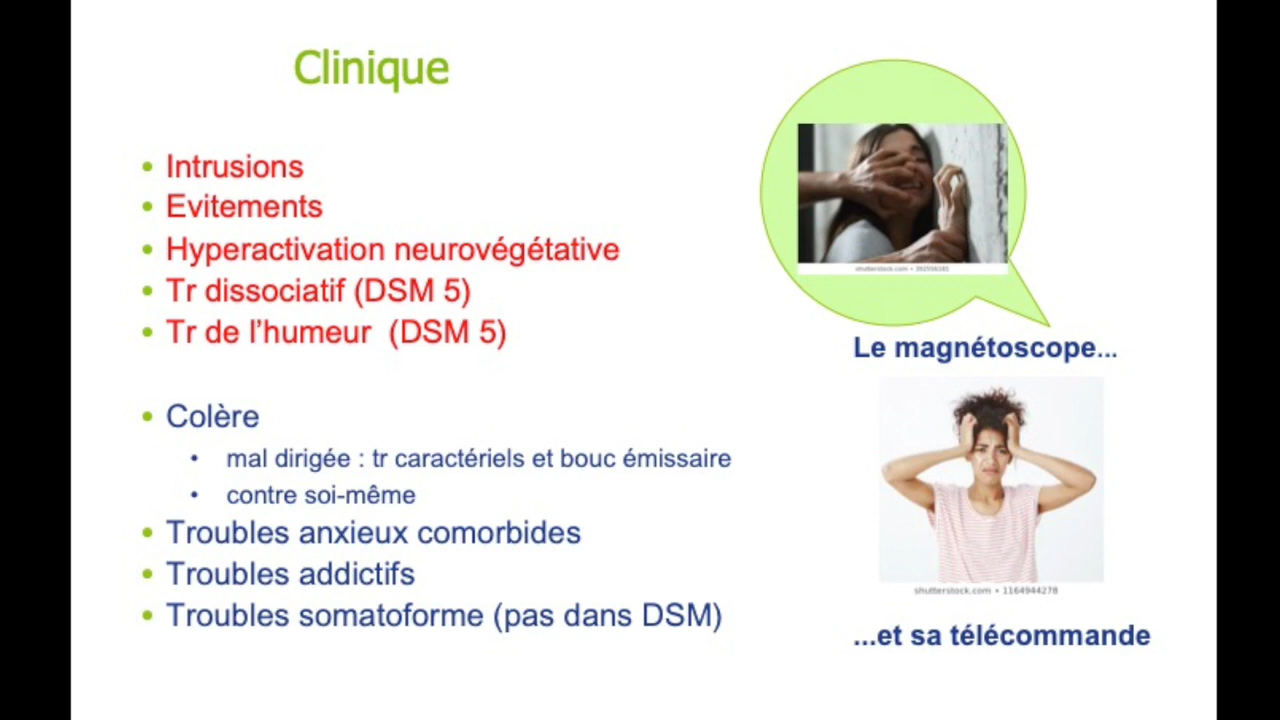 Clinique
• Intrusions
• Evitements
• Hyperactivation neurovégétative
• Tr dissociatif (DSM 5)
• Tr de l’humeur (DSM 5)
• Colère
• mal dirigée : tr caractériels et bouc émissaire
• contre soi-même
• Troubles anxieux comorbides
• Troubles addictifs
• Troubles somatoforme (pas dans DSM)
shutterstock.com •
Le magnétoscope...
shutterstock.com • 1164944278
...et sa télécommande